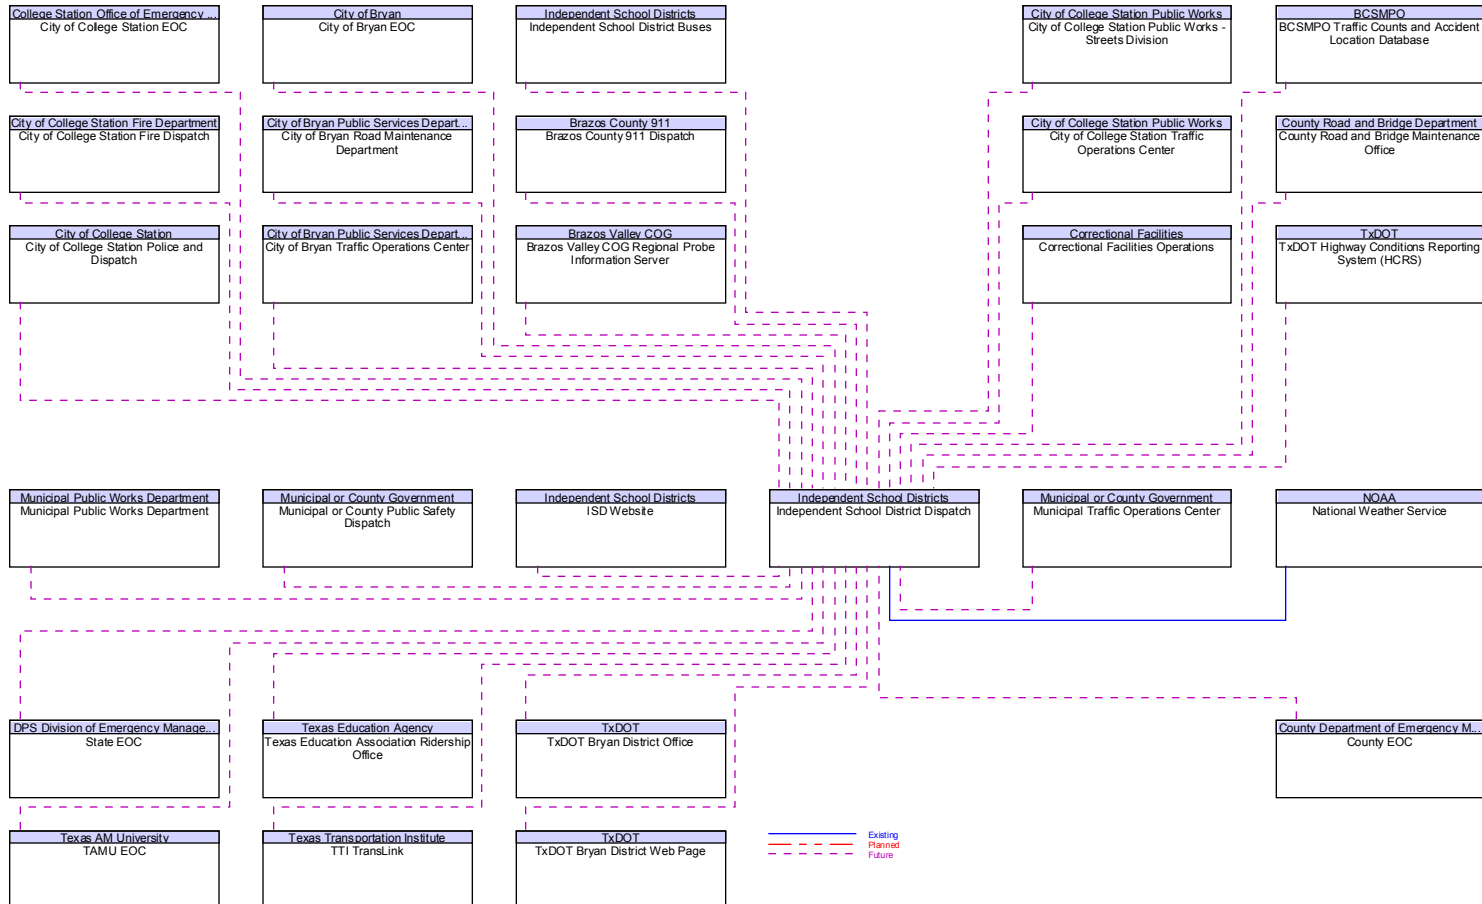 College Station Office of Emergency ...
City of College Station EOC
City of Bryan
City of Bryan EOC
Independent School Districts
Independent School District Buses
City of College Station Public Works
City of College Station Public Works -
Streets Division
BCSMPO
BCSMPO Traffic Counts and Accident
Location Database
City of College Station Fire Department
City of College Station Fire Dispatch
City of Bryan Public Services Depart...
City of Bryan Road Maintenance
Department
Brazos County 911
Brazos County 911 Dispatch
City of College Station Public Works
City of College Station Traffic
Operations Center
County Road and Bridge Department
County Road and Bridge Maintenance
Office
City of College Station
City of College Station Police and
Dispatch
City of Bryan Public Services Depart...
City of Bryan Traffic Operations Center
Brazos Valley COG
Brazos Valley COG Regional Probe
Information Server
Correctional Facilities
Correctional Facilities Operations
TxDOT
TxDOT Highway Conditions Reporting
System (HCRS)
Municipal Public Works Department
Municipal Public Works Department
Municipal or County Government
Municipal or County Public Safety
Dispatch
Independent School Districts
ISD Website
Independent School Districts
Independent School District Dispatch
Municipal or County Government
Municipal Traffic Operations Center
NOAA
National Weather Service
DPS Division of Emergency Manage...
State EOC
Texas Education Agency
Texas Education Association Ridership
Office
TxDOT
TxDOT Bryan District Office
County Department of Emergency M...
County EOC
Texas AM University
TAMU EOC
Texas Transportation Institute
TTI TransLink
TxDOT
TxDOT Bryan District Web Page
Existing
Planned
Future